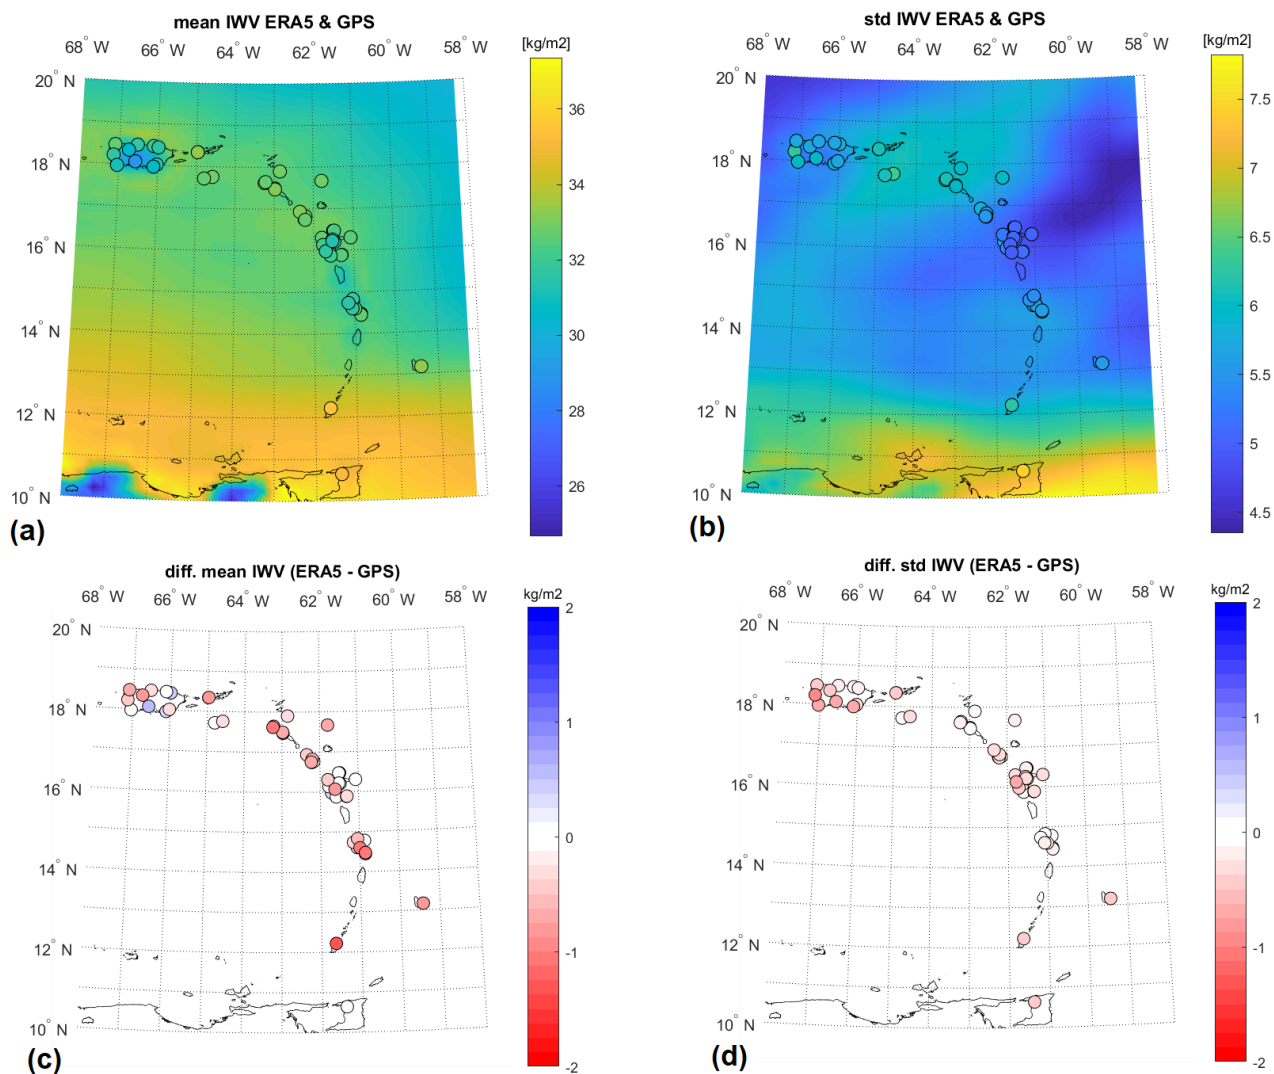 mean IWV ERA5 & GPS
68° W 66° W 64° W 62° W 60° W 58° W
[kg/m2]
20° N
18° N
16° N
14° N
12° N
10° N
36
34
32
30
28
26
(a)
std IWV ERA5 & GPS
68° W 66° W 64° W 62° W 60° W 58° W
[kg/m2]
20° N
18° N
16° N
14° N
12° N
10° N
7.5
7
6.5
6
5.5
5
4.5
(b)
diff. mean IWV (ERA5 - GPS)
68° W 66° W 64° W 62° W 60° W 58° W
kg/m2
20° N
18° N
16° N
14° N
12° N
10° N
2
1
0
-1
-2
(c)
diff. std IWV (ERA5 - GPS)
68° W 66° W 64° W 62° W 60° W 58° W
kg/m2
20° N
18° N
16° N
14° N
12° N
10° N
2
1
0
-1
-2
(d)